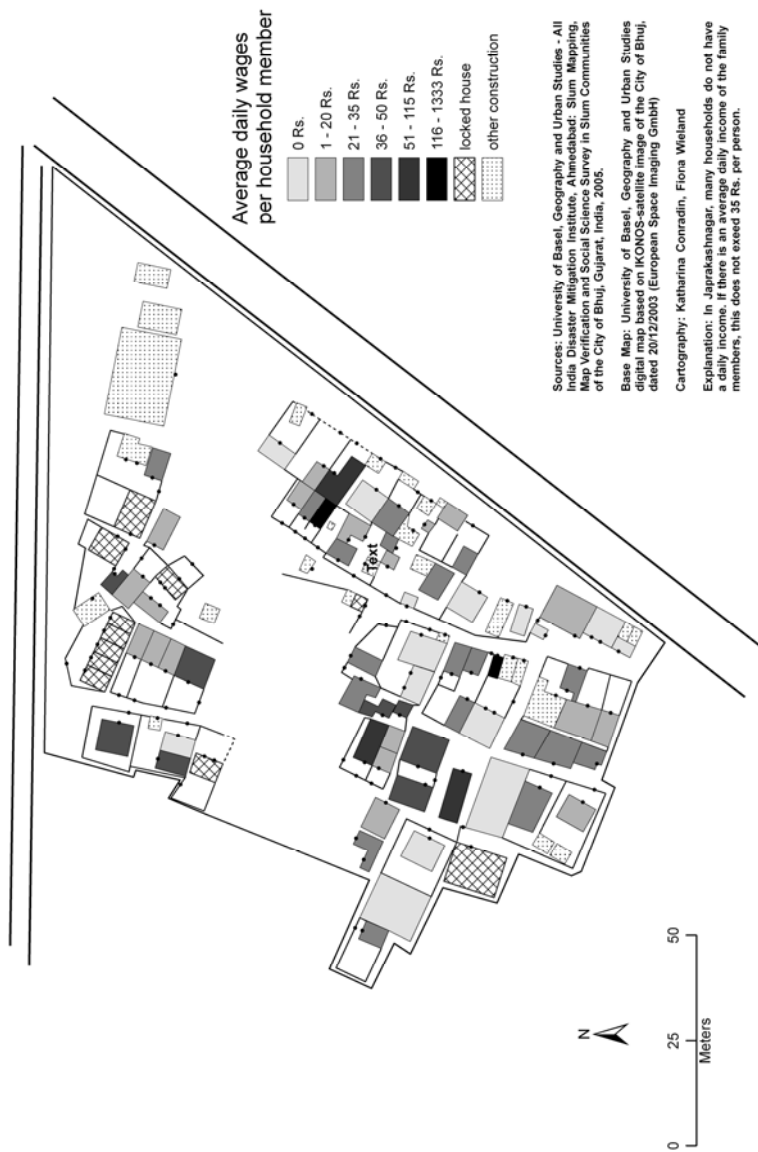 Average daily wages
per household member
0 Rs.
1 - 20 Rs.
21 - 35 Rs.
36 - 50 Rs.
51 - 115 Rs.
116 - 1333 Rs.
locked house
other construction
Text
Sources: University of Basel, Geography and Urban Studies - All
India Disaster Mitigation Institute, Ahmedabad: Slum Mapping,
Map Verification and Social Science Survey in Slum Communities
of the City of Bhuj, Gujarat, India, 2005.
Base Map: University of Basel, Geography and Urban Studies
digital map based on IKONOS-satellite image of the City of Bhuj,
dated 20/12/2003 (European Space Imaging GmbH)
Cartography: Katharina Conradin, Fiona Wieland
Explanation: In Japrakashnagar, many households do not have
a daily income. If there is an average daily income of the family
members, this does not exeed 35 Rs. per person.
N
0 25 50
Meters